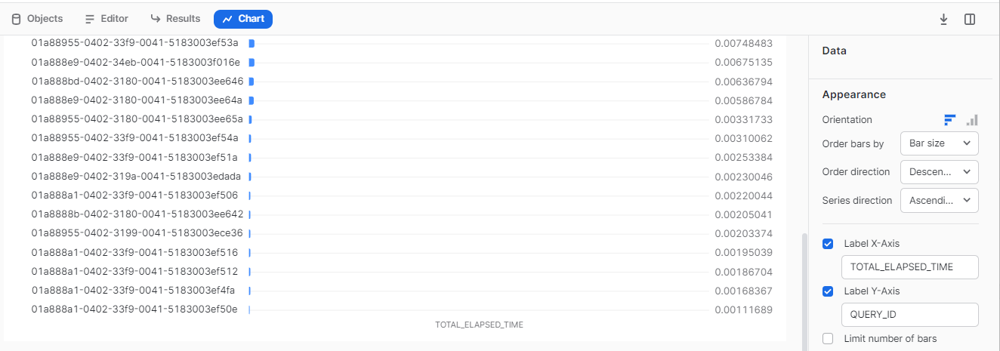 Objects Editor Results Chart
01a88955-0402-33f9-0041-5183003ef53a 0.00748483
01a888e9-0402-34eb-0041-5183003f016e 0.00675135
01a888bd-0402-3180-0041-5183003ee646 0.00636794
01a888e9-0402-3180-0041-5183003ee64a 0.00586784
01a88955-0402-3180-0041-5183003ee65a 0.00331733
01a88955-0402-33f9-0041-5183003ef54a 0.00310062
01a888e9-0402-33f9-0041-5183003ef51a 0.00253384
01a888e9-0402-319a-0041-5183003edada 0.00230046
01a888a1-0402-33f9-0041-5183003ef506 0.00220044
01a8888b-0402-3180-0041-5183003ee642 0.00205041
01a88955-0402-3199-0041-5183003ece36 0.00203374
01a888a1-0402-33f9-0041-5183003ef516 0.00195039
01a888a1-0402-33f9-0041-5183003ef512 0.00186704
01a888a1-0402-33f9-0041-5183003ef4fa 0.00168367
01a888a1-0402-33f9-0041-5183003ef50e 0.00111689
TOTAL_ELAPSED_TIME
Data
Appearance
Orientation
Order bars by Bar size
Order direction Descen...
Series direction Ascendi...
Label X-Axis
TOTAL_ELAPSED_TIME
Label Y-Axis
QUERY_ID
Limit number of bars